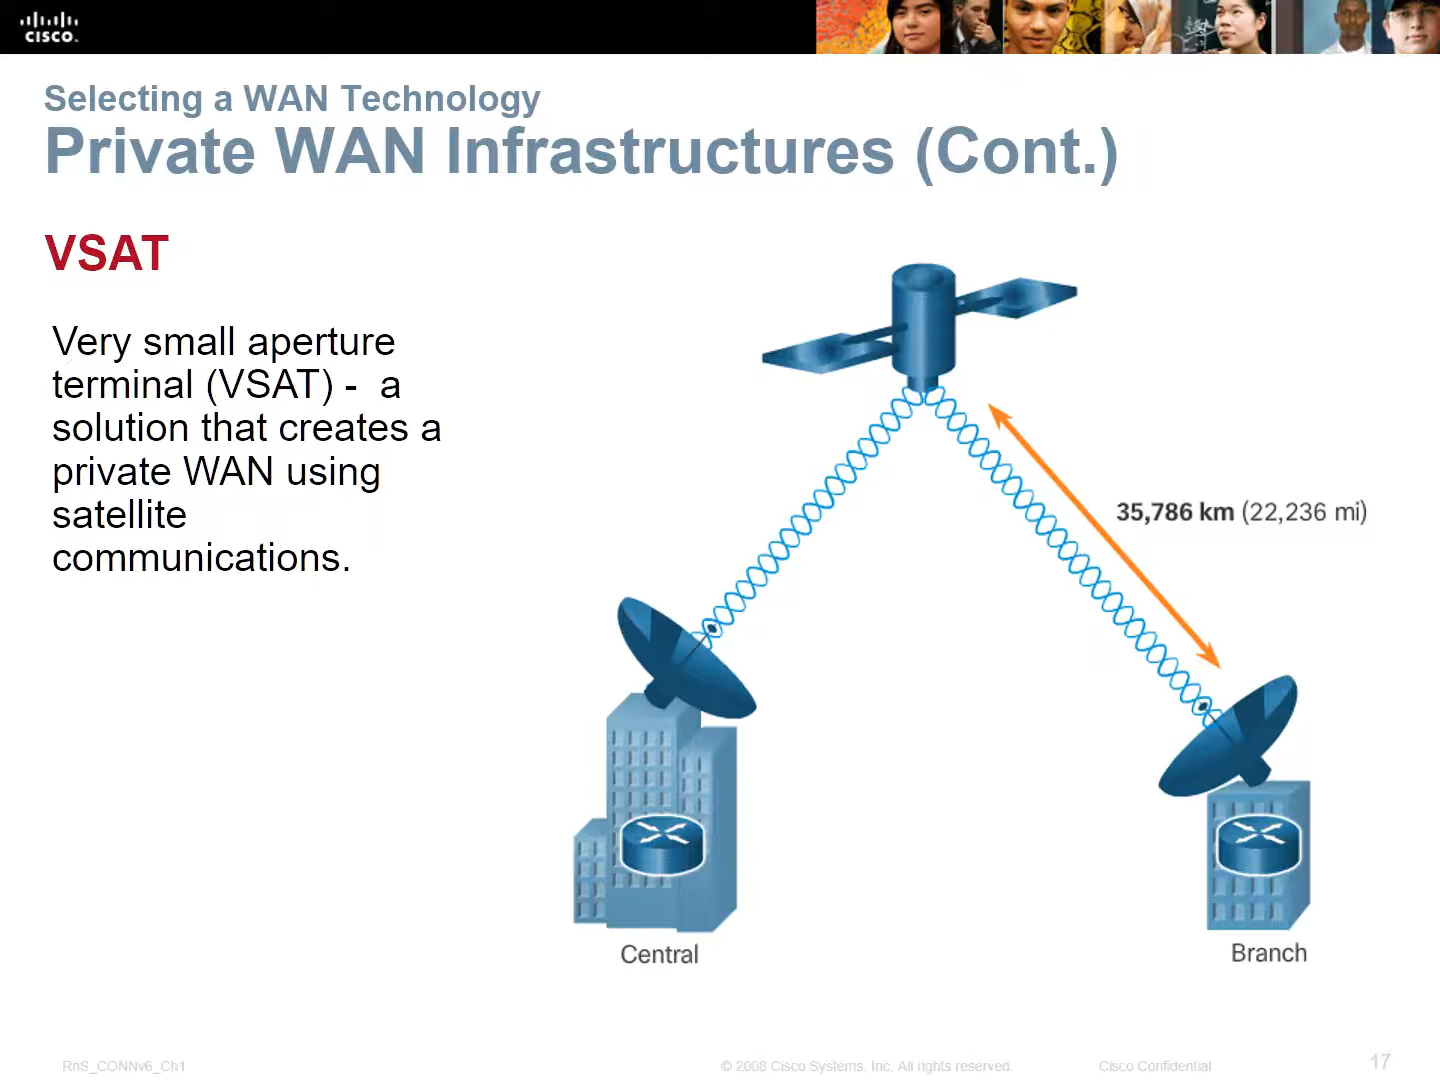 CISCO.
Selecting a WAN Technology
Private WAN Infrastructures (Cont.)
VSAT
Very small aperture
terminal (VSAT) -  a
solution that creates a
private WAN using
satellite
communications.
35,786 km (22,236 mi)
Central
Branch
RnS_CONNv6_Ch1
© 2008 Cisco Systems, Inc. All rights reserved.
Cisco Confidential
17